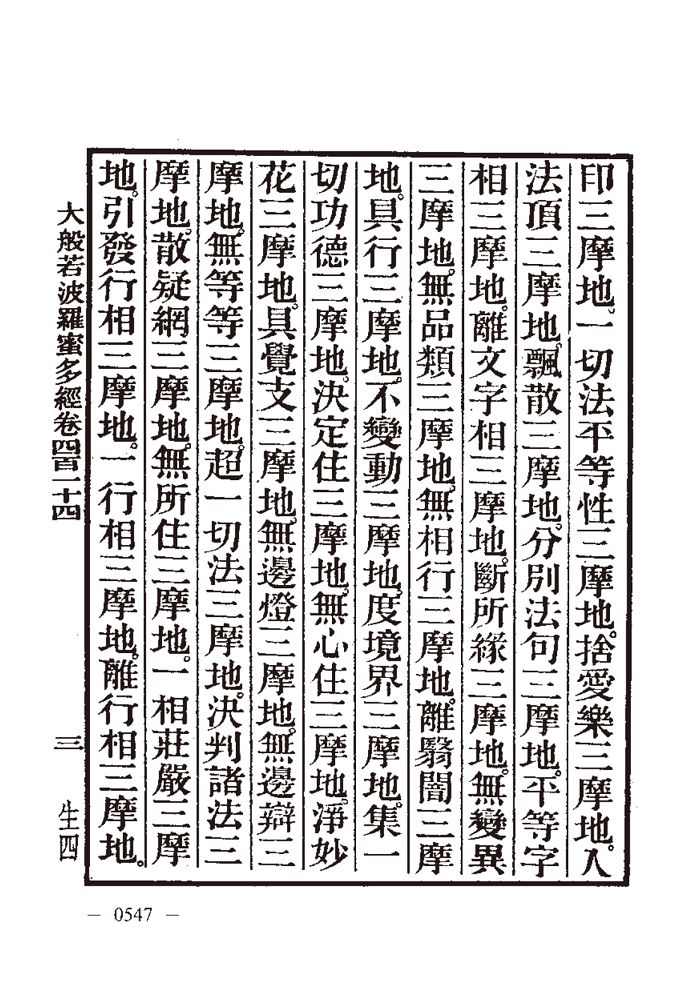 印三摩地。一切法平等性三摩地。捨愛樂三摩地。入
法頂三摩地。飄散三摩地。分別法句三摩地。平等字
相三摩地。離文字相三摩地。斷所緣三摩地。無變異
三摩地。無品類三摩地。無相行三摩地。離翳闇三摩
地。具行三摩地。不變動三摩地。度境界三摩地。集一
切功德三摩地。決定住三摩地。無心住三摩地。淨妙
花三摩地。具覺支三摩地。無邊燈三摩地。無邊辯三
摩地。無等等三摩地。超一切法三摩地。決判諸法三
摩地。散疑網三摩地。無所住三摩地。一相莊嚴三摩
地。引發行相三摩地。一行相三摩地。離行相三摩地。
大般若波羅蜜多經卷四百二十四 三 生四
— 0547 —